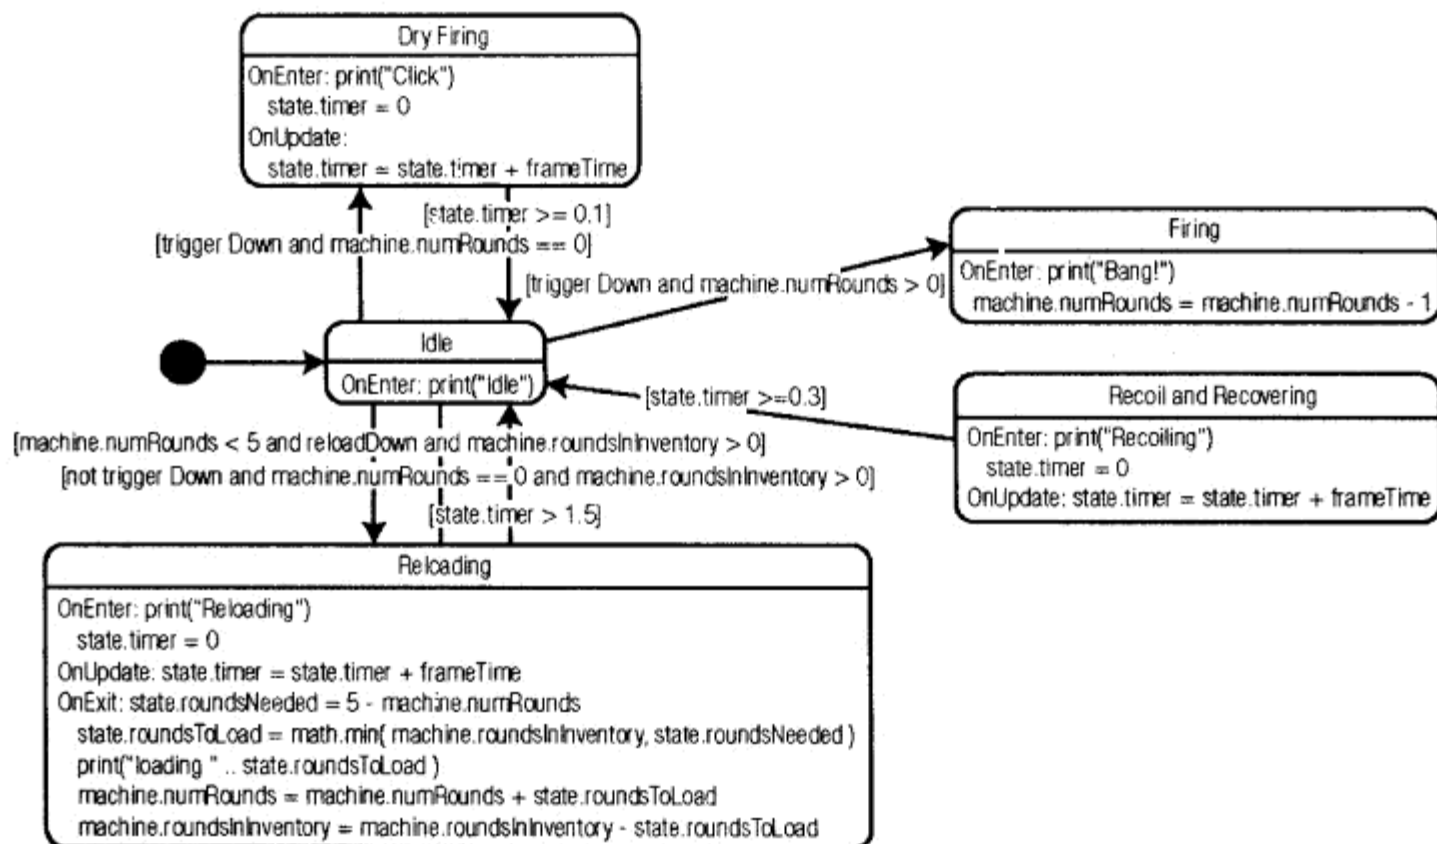 Dry Firing
OnEnter: print("Click")
state.timer = 0
OnUpdate:
state.timer = state.timer + frameTime
[state.timer >= 0.1]
[trigger Down and machine.numRounds == 0]
Firing
OnEnter: print("Bang!")
machine.numRounds = machine.numRounds - 1
[trigger Down and machine.numRounds > 0]
Idle
OnEnter: print("Idle")
[state.timer >=0.3]
Recoil and Recovering
OnEnter: print("Recoiling")
state.timer = 0
OnUpdate: state.timer = state.timer + frameTime
[machine.numRounds < 5 and reloadDown and machine.roundsInInventory > 0]
[not trigger Down and machine.numRounds == 0 and machine.roundsInInventory > 0]
[state.timer > 1.5]
Reloading
OnEnter: print("Reloading")
state.timer = 0
OnUpdate: state.timer = state.timer + frameTime
OnExit: state.roundsNeeded = 5 - machine.numRounds
state.roundsToLoad = math.min( machine.roundsInInventory, state.roundsNeeded )
print("loading " .. state.roundsToLoad )
machine.numRounds = machine.numRounds + state.roundsToLoad
machine.roundsInInventory = machine.roundsInInventory - state.roundsToLoad